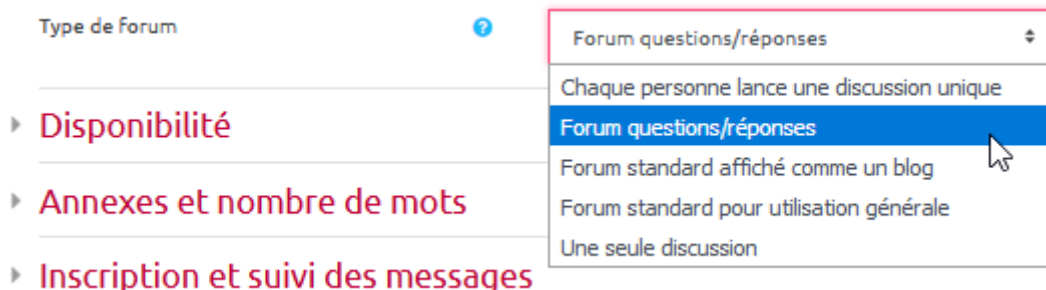 Type de forum
Forum questions/réponses
Chaque personne lance une discussion unique
Forum questions/réponses
Forum standard affiché comme un blog
Forum standard pour utilisation générale
Une seule discussion
Disponibilité
Annexes et nombre de mots
Inscription et suivi des messages